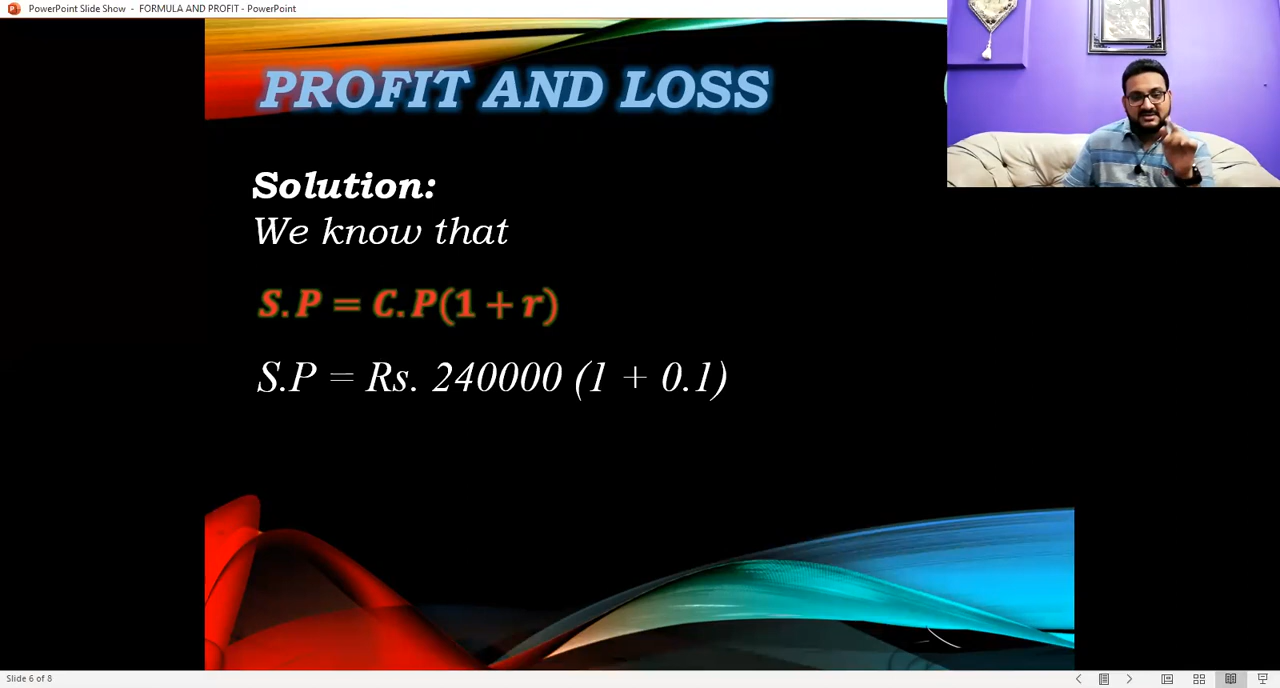 PowerPoint Slide Show - FORMULA AND PROFIT - PowerPoint
PROFIT AND LOSS
Solution:
We know that
S.P = C.P(1 + r)
S.P = Rs. 240000 (1 + 0.1)
Slide 6 of 8